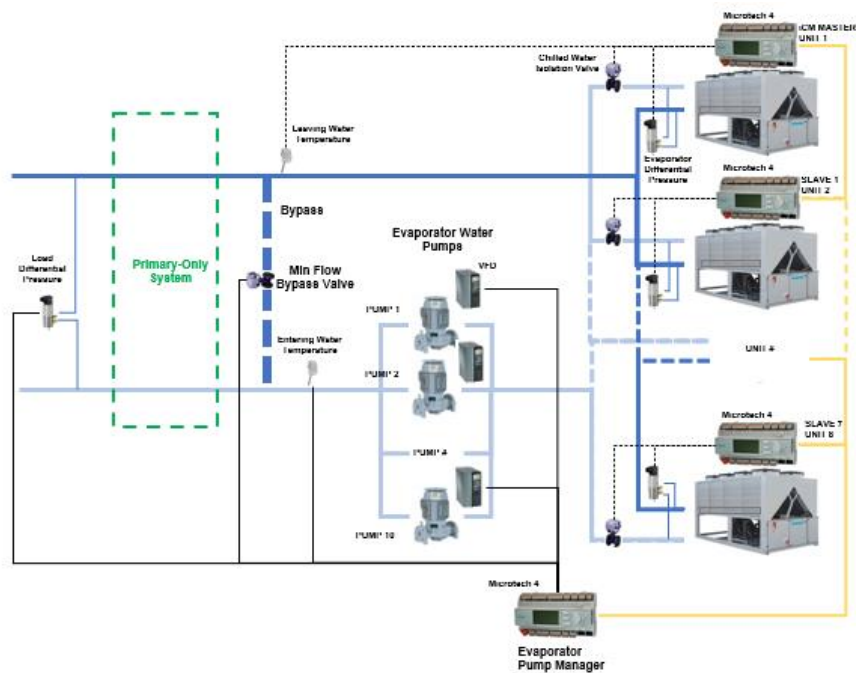 Microtech 4
iCM MASTER
UNIT 1
Chilled Water
Isolation Valve
Leaving Water
Temperature
Evaporator
Differential
Pressure
Microtech 4
SLAVE 1
UNIT 2
Bypass
Evaporator Water
Pumps
Load
Differential
Pressure
Primary-Only
System
Min Flow
Bypass Valve
VFD
PUMP 1
Entering Water
Temperature
PUMP 2
UNIT #
Microtech 4
SLAVE 7
UNIT 8
PUMP #
PUMP 10
Microtech 4
Evaporator
Pump Manager